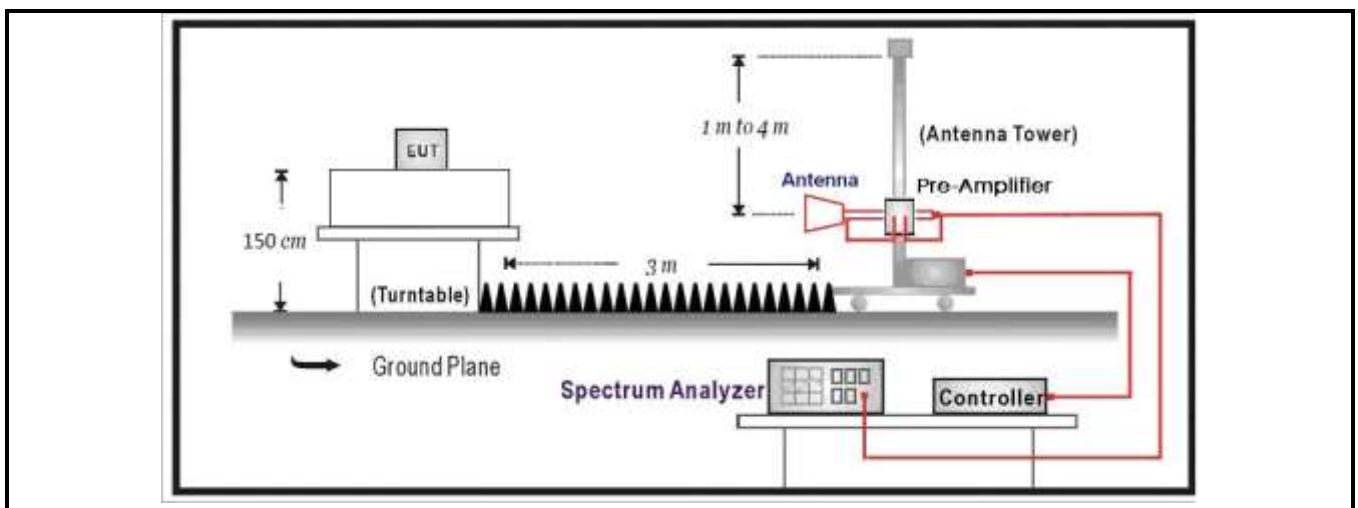 1 m to 4 m
(Antenna Tower)
EUT
Antenna
Pre-Amplifier
150 cm
3 m
(Turntable)
Ground Plane
Spectrum Analyzer
Controller